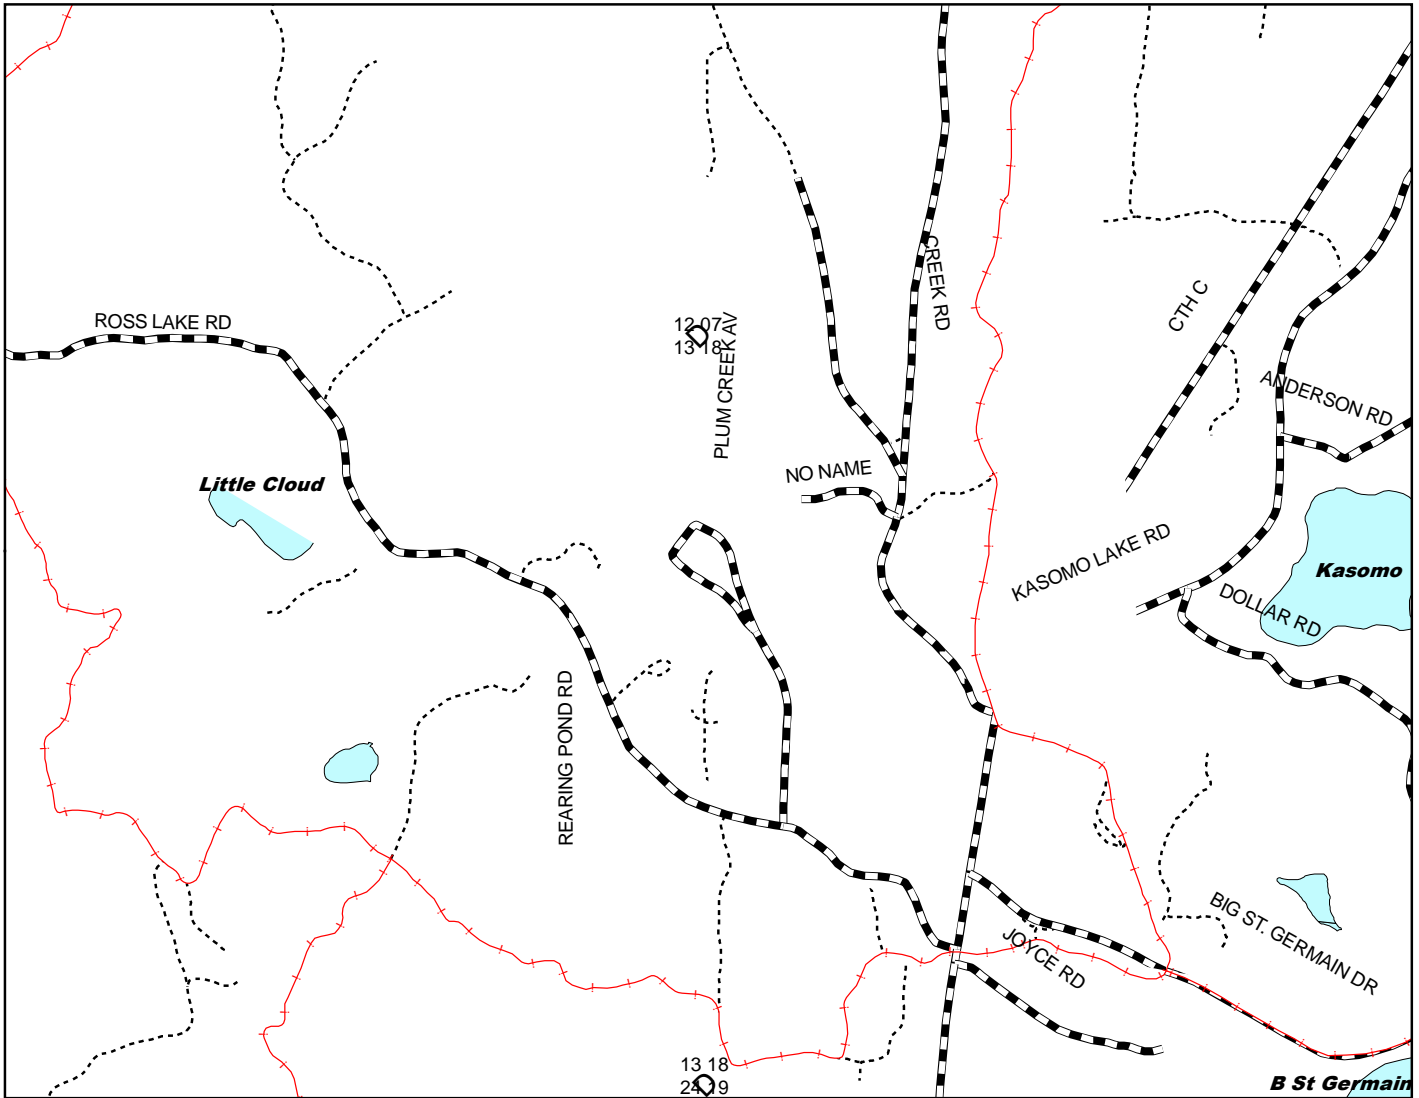 CREEK RD
CTH C
ROSS LAKE RD
12 07
13 18
PLUM CREEK AV
ANDERSON RD
NO NAME
Little Cloud
KASOMO LAKE RD
Kasomo
DOLLAR RD
REARING POND RD
BIG ST. GERMAIN DR
JOYCE RD
13 18
24 19
B St Germain